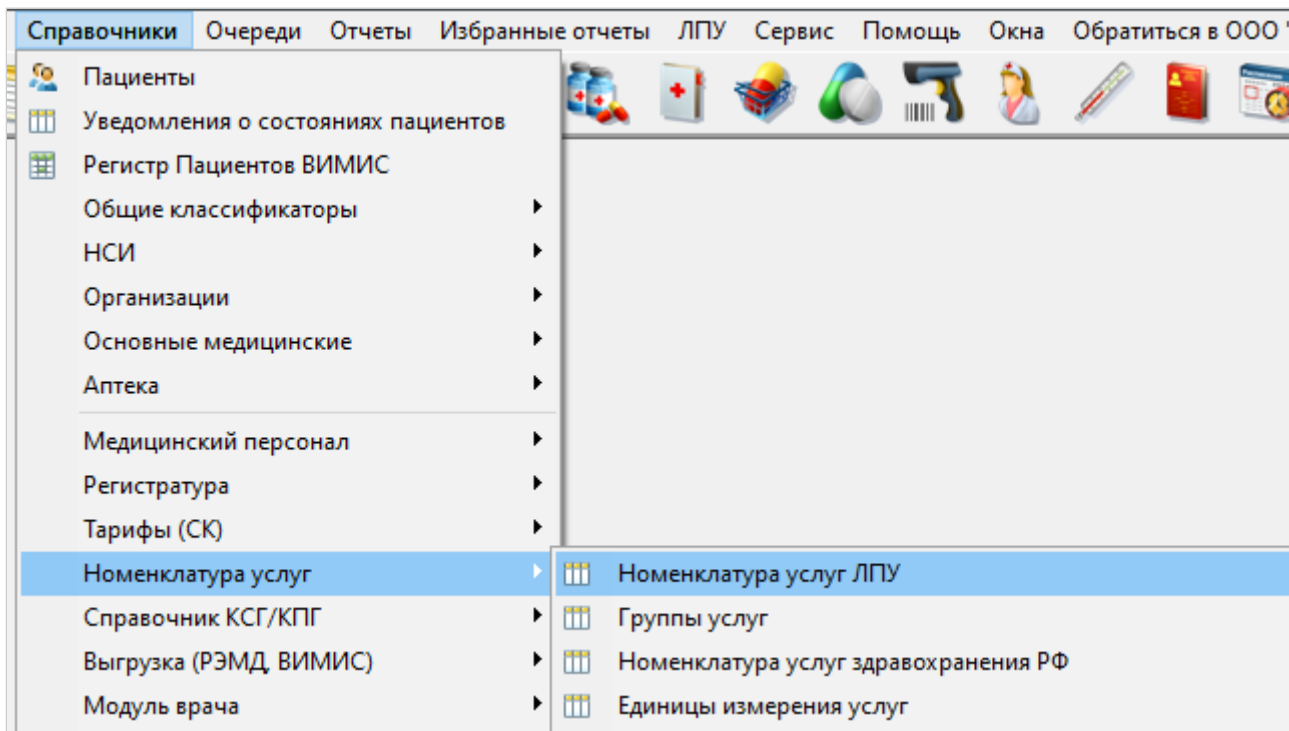 Справочники Очереди Отчеты Избранные отчеты ЛПУ Сервис Помощь Окна Обратиться в ООО "
Пациенты
Уведомления о состояниях пациентов
Регистр Пациентов ВИМИС
Общие классификаторы
НСИ
Организации
Основные медицинские
Аптека
Медицинский персонал
Регистратура
Тарифы (СК)
Номенклатура услуг
Номенклатура услуг ЛПУ
Справочник КСГ/КПГ
Группы услуг
Выгрузка (РЭМД, ВИМИС)
Номенклатура услуг здравохранения РФ
Модуль врача
Единицы измерения услуг